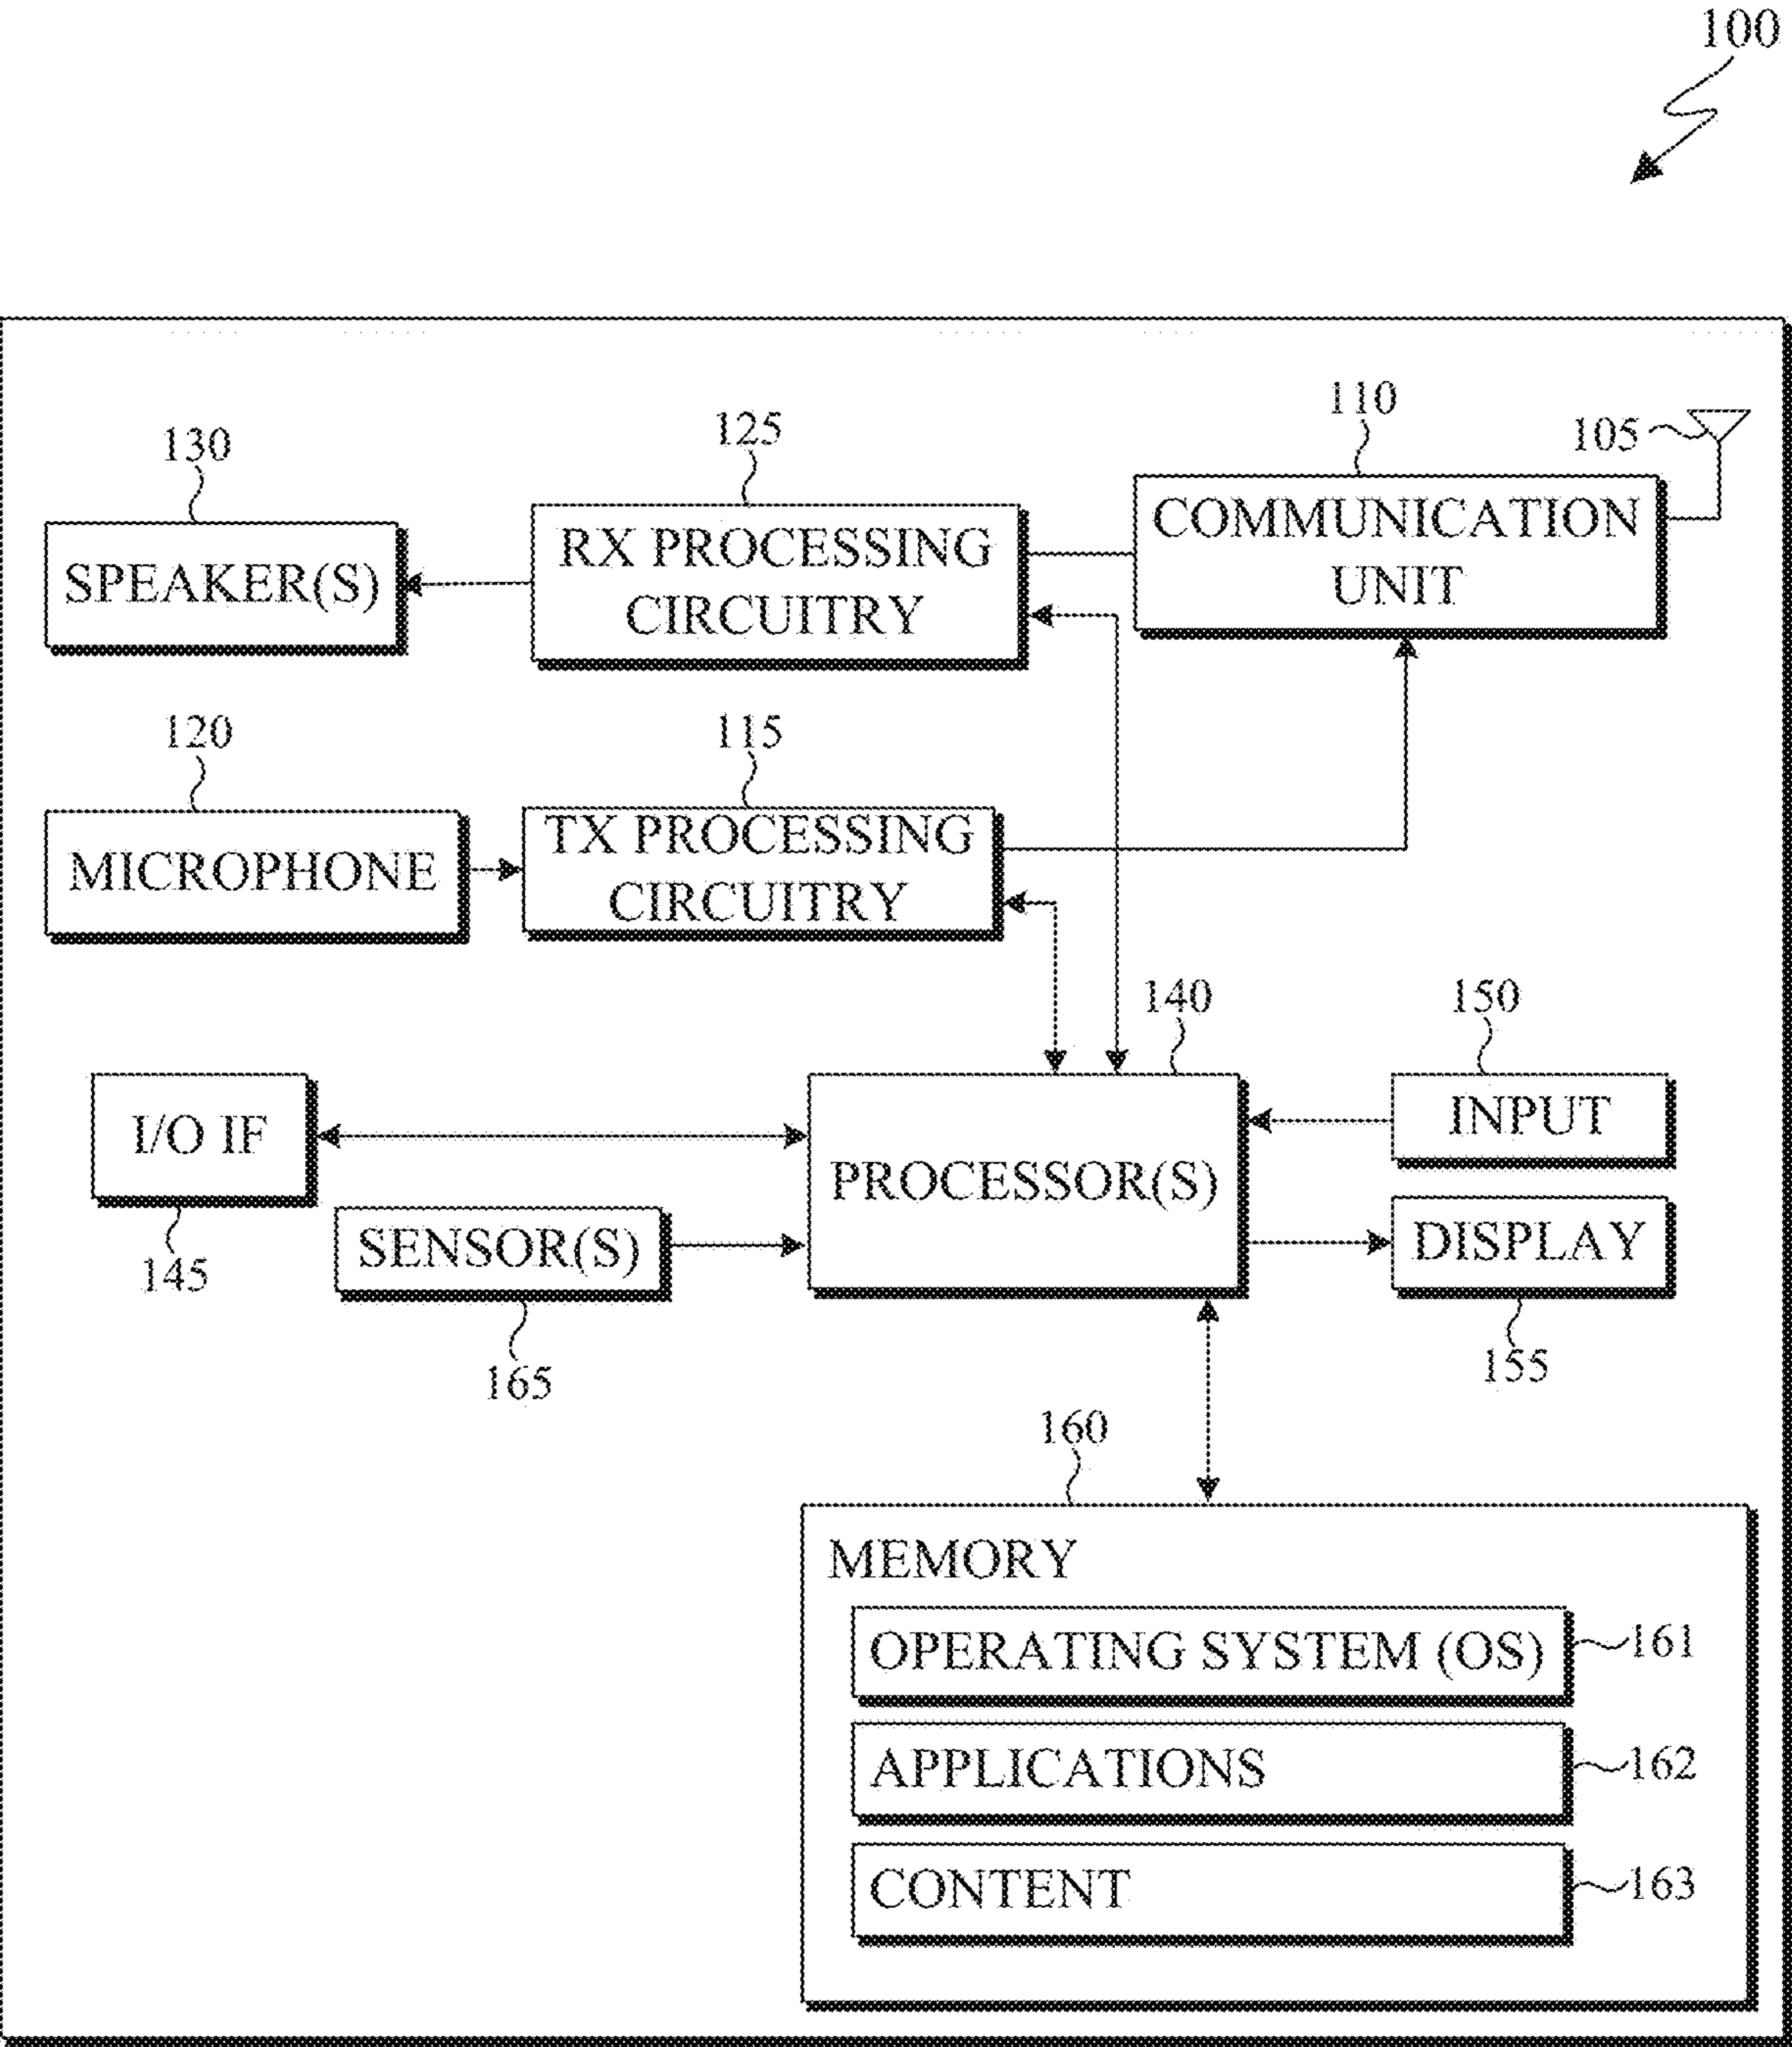 100
110
105
125
130
COMMUNICATION
UNIT
RX PROCESSING
CIRCUITRY
SPEAKER(S)
120
115
MICROPHONE
TX PROCESSING
CIRCUITRY
140
150
I/O IF
PROCESSOR(S)
INPUT
SENSOR(S)
DISPLAY
145
165
155
160
MEMORY
OPERATING SYSTEM (OS)
161
APPLICATIONS
162
CONTENT
163